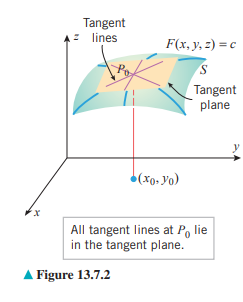 Tangent
lines
z
F(x, y, z) = c
P₀
S
Tangent
plane
y
(x₀, y₀)
x
All tangent lines at P₀ lie
in the tangent plane.
▲ Figure 13.7.2